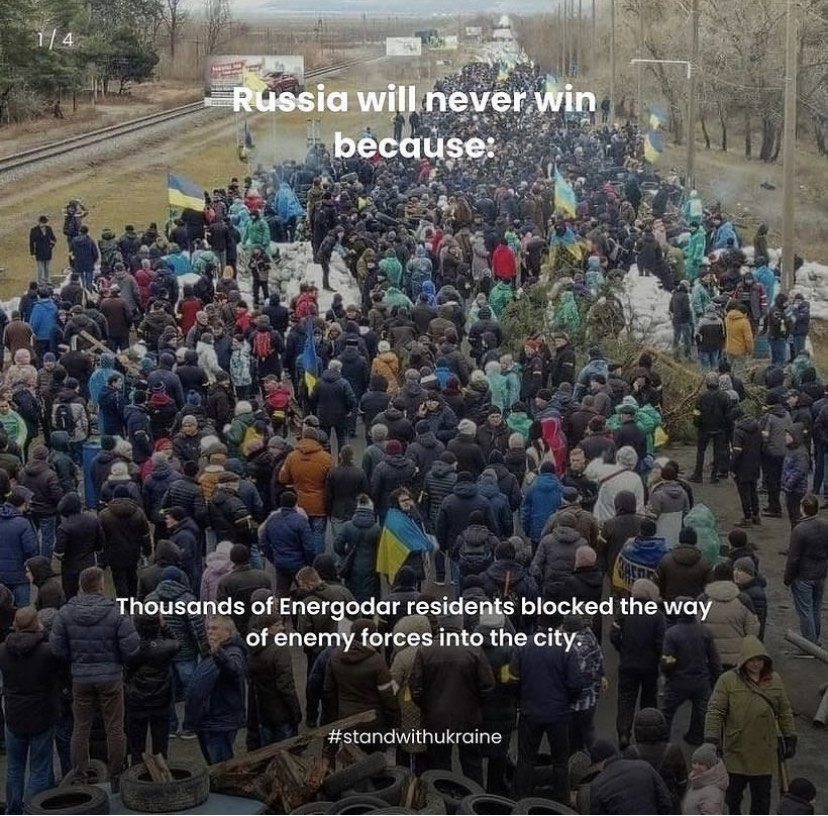 1/4
Russia will never win
because:
Thousands of Energodar residents blocked the way
of enemy forces into the city.
#standwithukraine